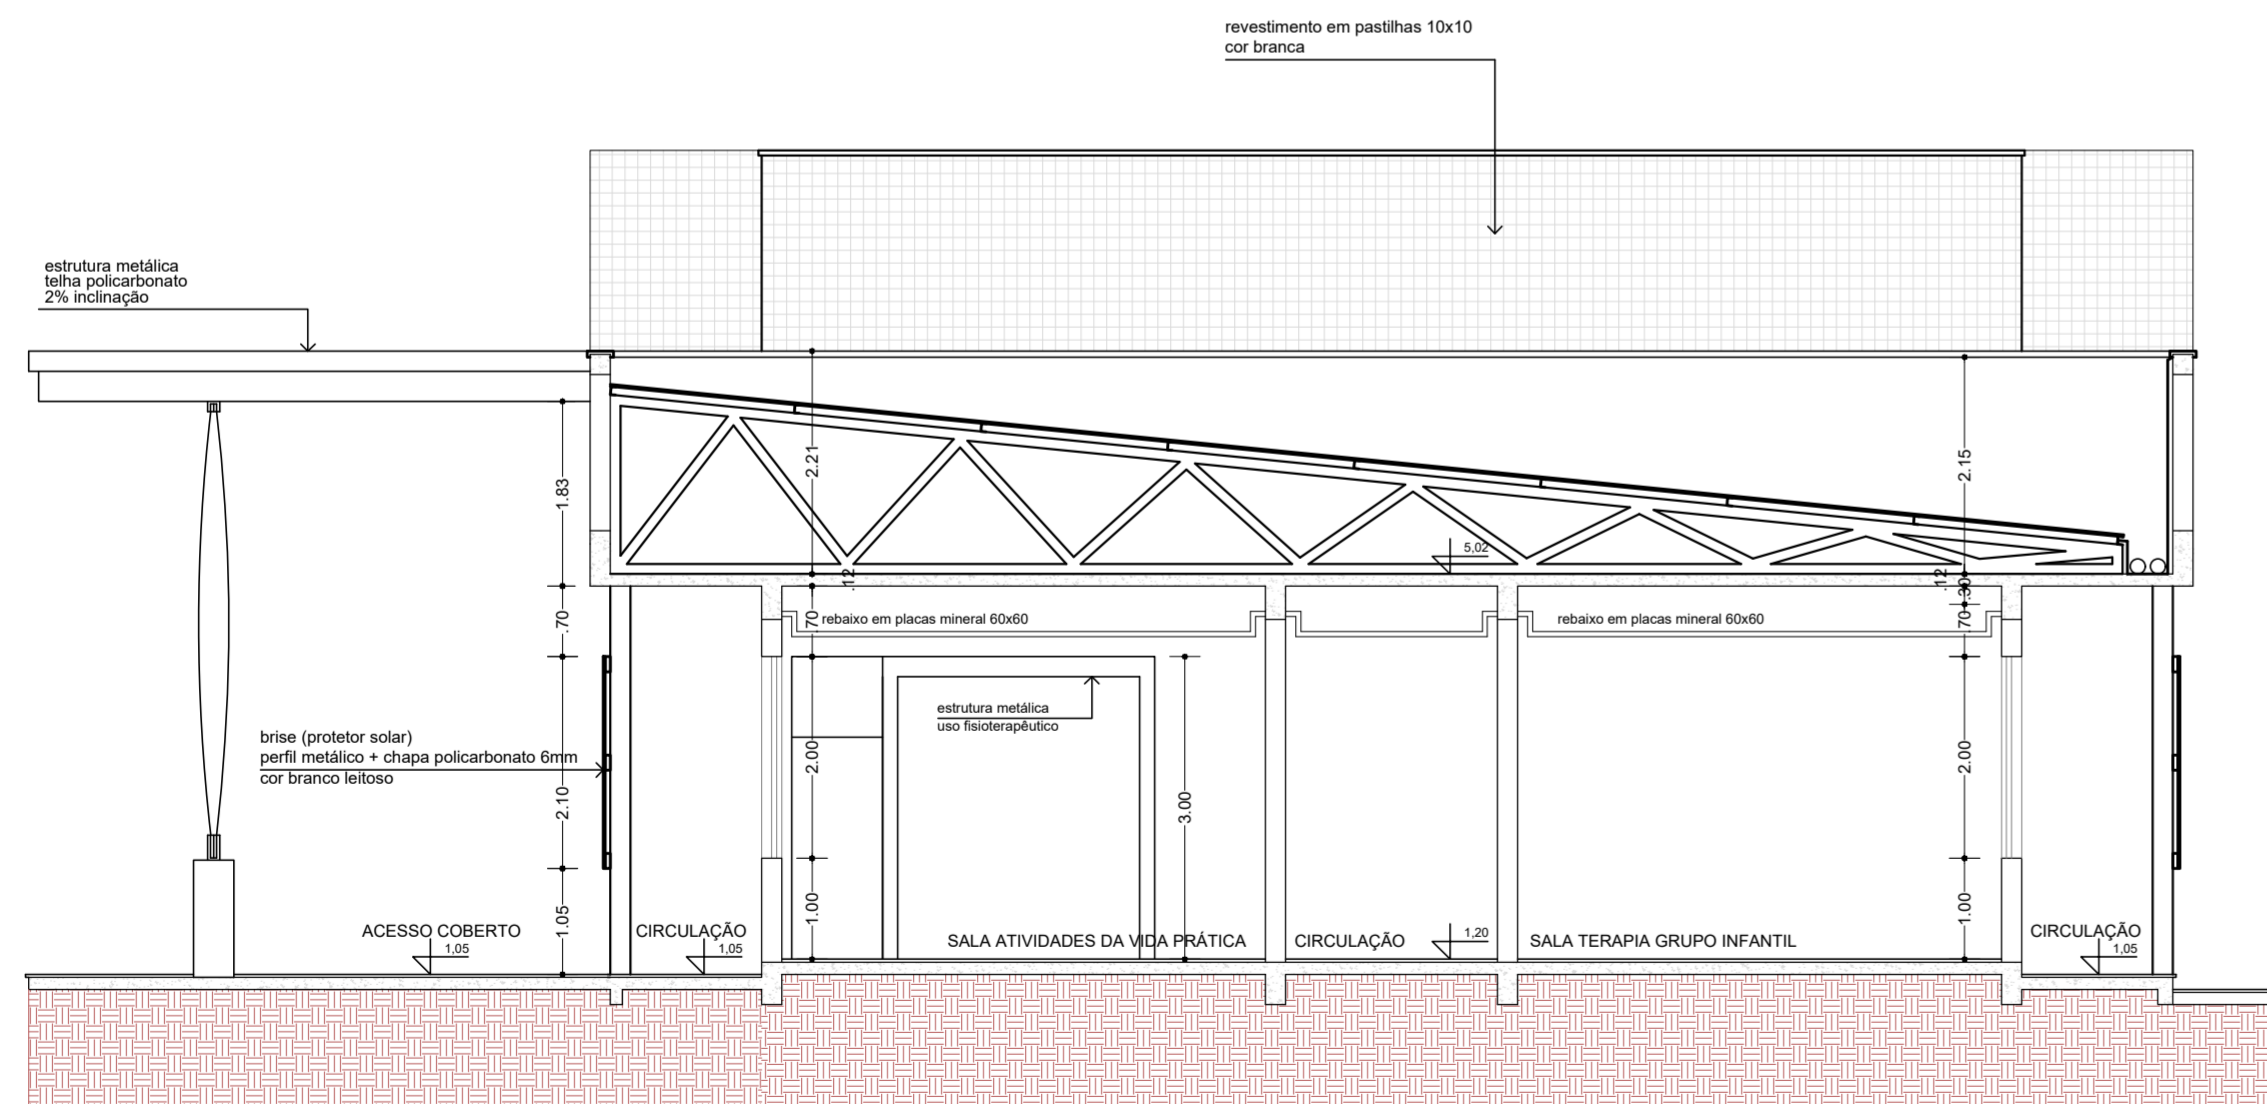 revestimento em pastilhas 10x10
cor branca
estrutura metálica
telha policarbonato
2% inclinação
2.21
2.15
1.83
5,02
.12
.12
.30
.70
.70
.70
rebaixo em placas mineral 60x60
rebaixo em placas mineral 60x60
estrutura metálica
uso fisioterapêutico
brise (protetor solar)
perfil metálico + chapa policarbonato 6mm
cor branco leitoso
2.00
2.00
2.10
3.00
1.00
1.00
1.05
ACESSO COBERTO
1,05
CIRCULAÇÃO
1,05
SALA ATIVIDADES DA VIDA PRÁTICA
CIRCULAÇÃO
1,20
SALA TERAPIA GRUPO INFANTIL
CIRCULAÇÃO
1,05